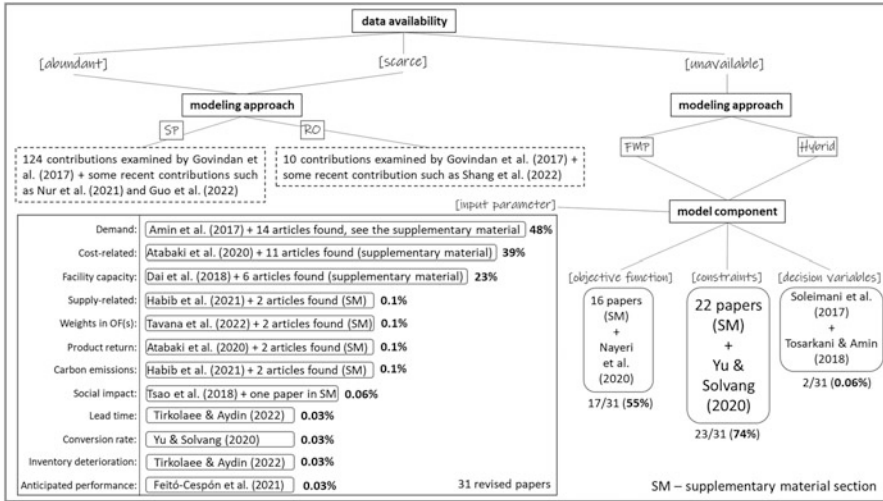 data availability
[abundant]
[scarce]
[unavailable]
modeling approach
modeling approach
SP
RO
FMP
Hybrid
124 contributions examined by Govindan et
al. (2017) + some recent contributions such
as Nur et al. (2021) and Guo et al. (2022)
10 contributions examined by Govindan et al. (2017) +
some recent contribution such as Shang et al. (2022)
[input parameter]
model component
Demand: Amin et al. (2017) + 14 articles found, see the supplementary material 48%
Cost-related: Atabaki et al. (2020) + 11 articles found (supplementary material) 39%
Facility capacity: Dai et al. (2018) + 6 articles found (supplementary material) 23%
Supply-related: Habib et al. (2021) + 2 articles found (SM) 0.1%
Weights in OF(s): Tavana et al. (2022) + 2 articles found (SM) 0.1%
Product return: Atabaki et al. (2020) + 2 articles found (SM) 0.1%
Carbon emissions: Habib et al. (2021) + 2 articles found (SM) 0.1%
Social impact: Tsao et al. (2018) + one paper in SM 0.06%
Lead time: Tirkolaee & Aydin (2022) 0.03%
Conversion rate: Yu & Solvang (2020) 0.03%
Inventory deterioration: Tirkolaee & Aydin (2022) 0.03%
Anticipated performance: Feitó-Cespón et al. (2021) 0.03%
31 revised papers
[objective function]
16 papers
(SM)
+
Nayeri
et al.
(2020)
17/31 (55%)
[constraints]
22 papers
(SM)
+
Yu &
Solvang
(2020)
23/31 (74%)
[decision variables]
Soleimani et al.
(2017)
+
Tosarkani & Amin
(2018)
2/31 (0.06%)
SM – supplementary material section